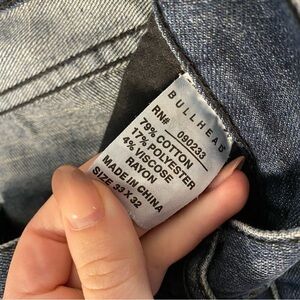 BULLHEAD
RN# 090233
79% COTTON
17% POLYESTER
4% VISCOSE
RAYON
MADE IN CHINA
SIZE 33 X 32